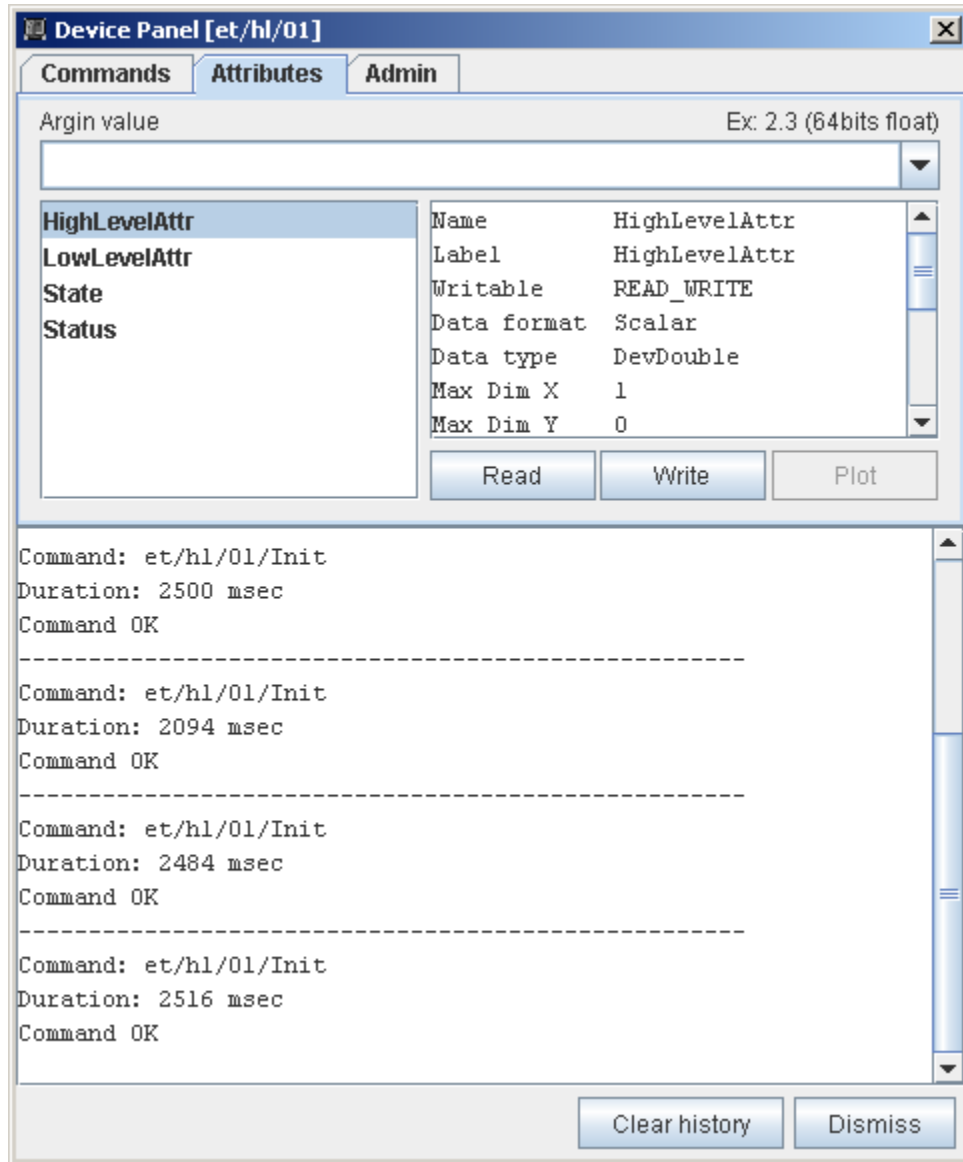 Device Panel [et/hl/01]
Commands Attributes Admin
Argin value Ex: 2.3 (64bits float)
HighLevelAttr
LowLevelAttr
State
Status
Name HighLevelAttr
Label HighLevelAttr
Writable READ_WRITE
Data format Scalar
Data type DevDouble
Max Dim X 1
Max Dim Y 0
Read Write Plot
Command: et/hl/01/Init
Duration: 2500 msec
Command OK
----------------------------------------------------
Command: et/hl/01/Init
Duration: 2094 msec
Command OK
----------------------------------------------------
Command: et/hl/01/Init
Duration: 2484 msec
Command OK
----------------------------------------------------
Command: et/hl/01/Init
Duration: 2516 msec
Command OK
Clear history Dismiss